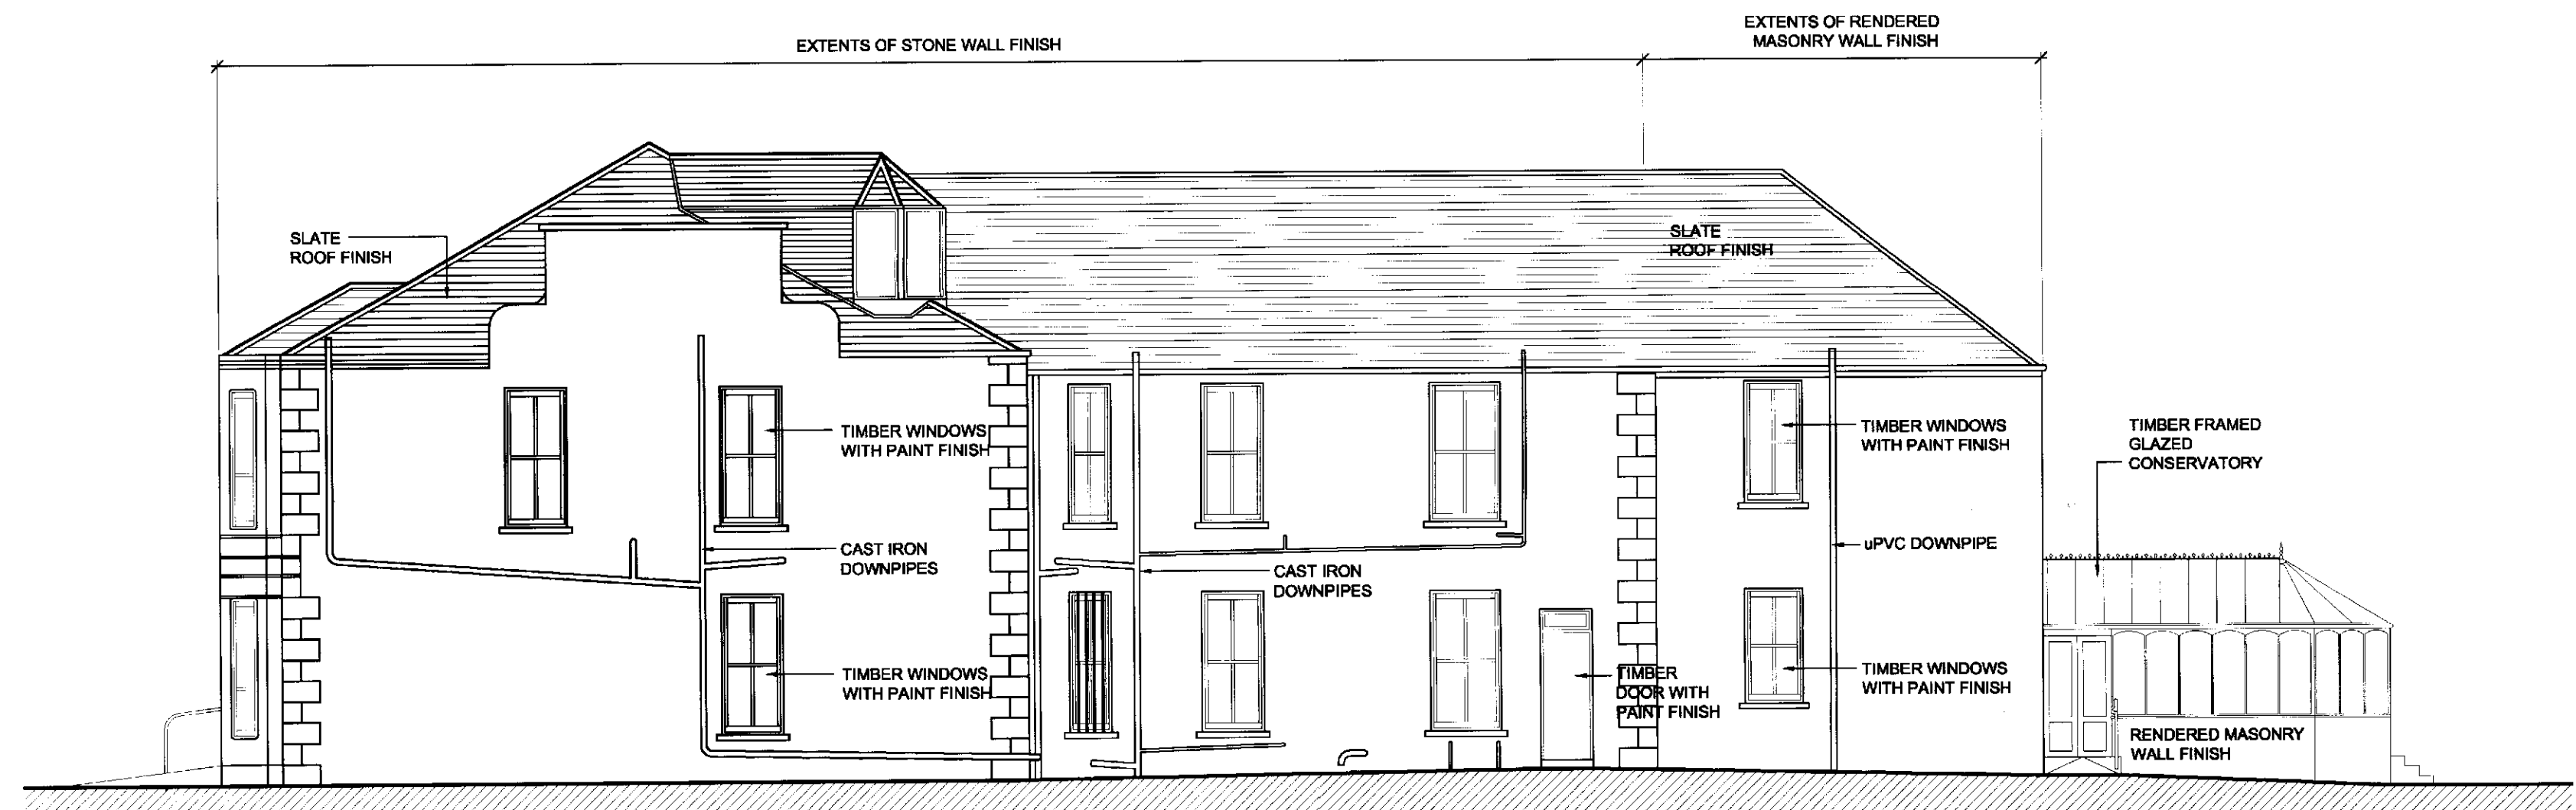 EXTENTS OF STONE WALL FINISH
EXTENTS OF RENDERED
MASONRY WALL FINISH
SLATE
ROOF FINISH
SLATE
ROOF FINISH
TIMBER WINDOWS
WITH PAINT FINISH
TIMBER WINDOWS
WITH PAINT FINISH
TIMBER FRAMED
GLAZED
CONSERVATORY
CAST IRON
DOWNPIPES
CAST IRON
DOWNPIPES
uPVC DOWNPIPE
TIMBER WINDOWS
WITH PAINT FINISH
TIMBER
DOOR WITH
PAINT FINISH
TIMBER WINDOWS
WITH PAINT FINISH
RENDERED MASONRY
WALL FINISH